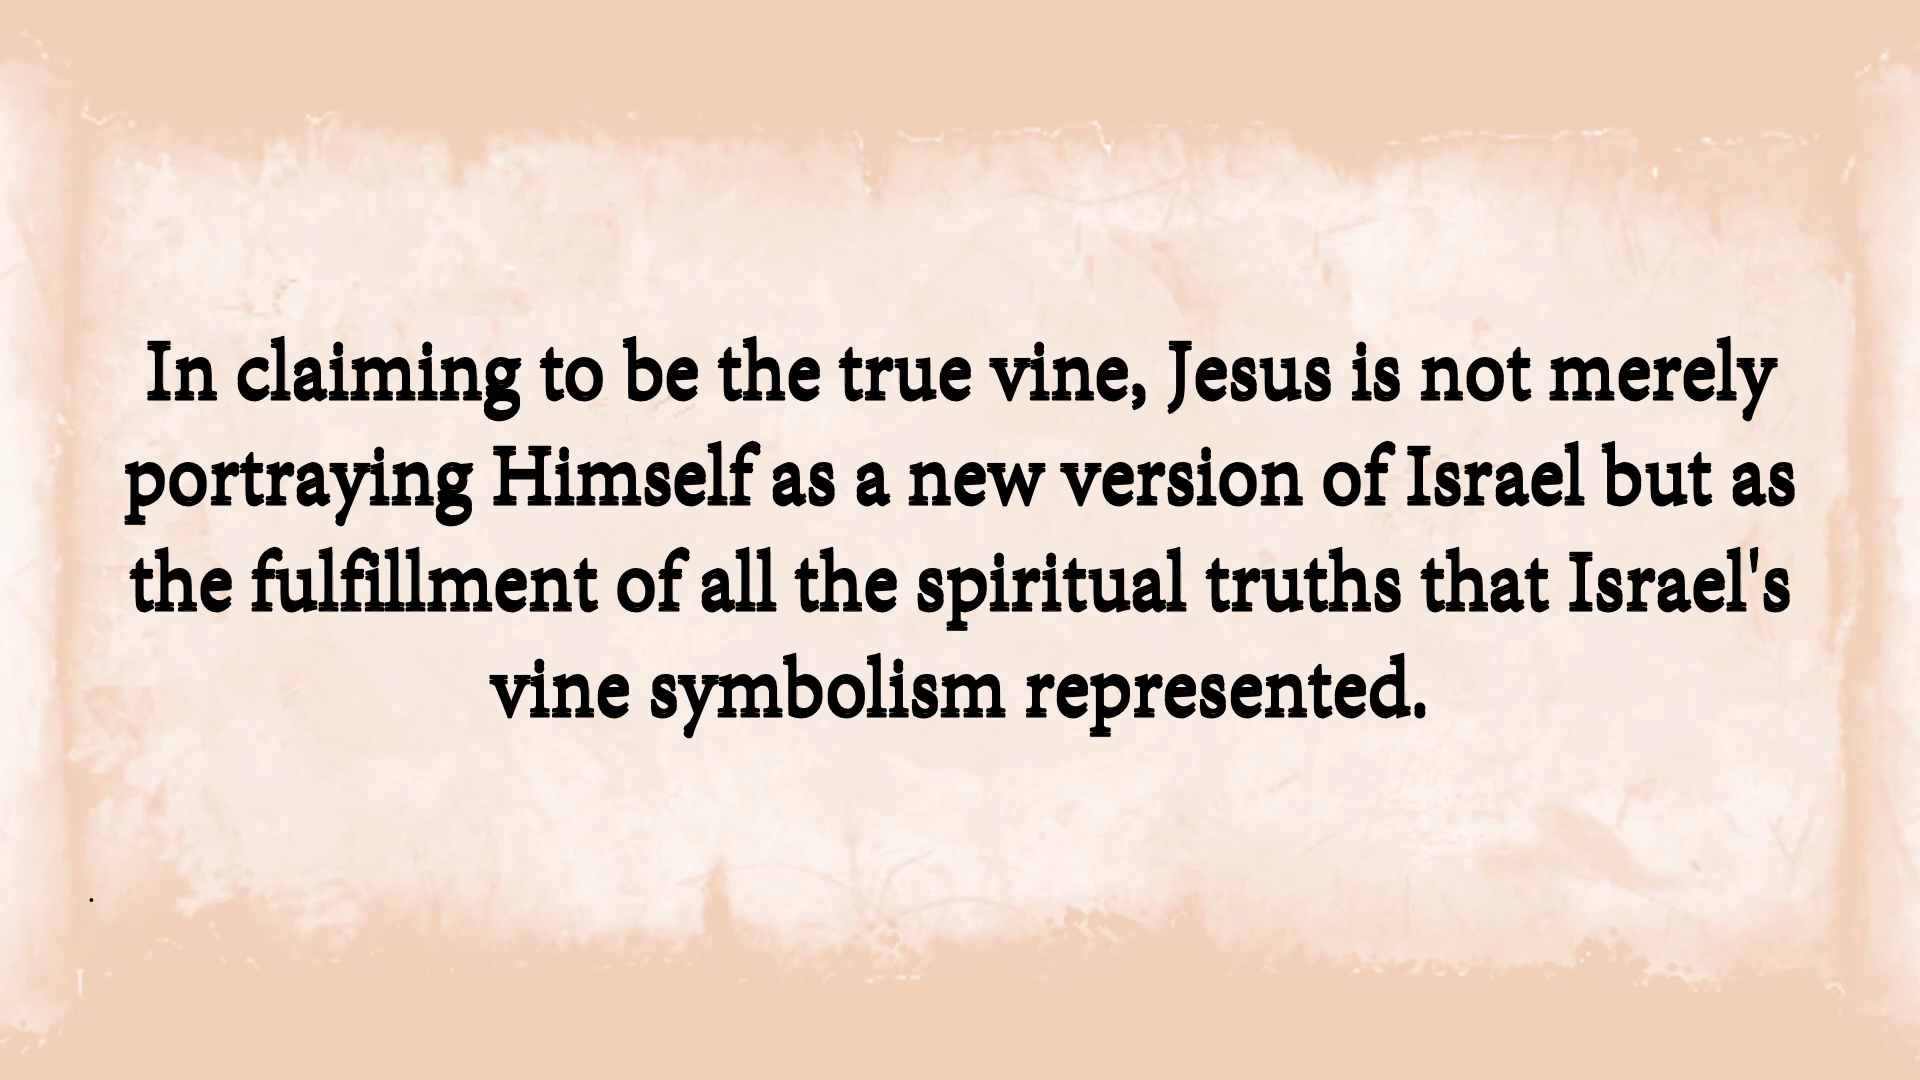 In claiming to be the true vine, Jesus is not merely
portraying Himself as a new version of Israel but as
the fulfillment of all the spiritual truths that Israel's
vine symbolism represented.
.